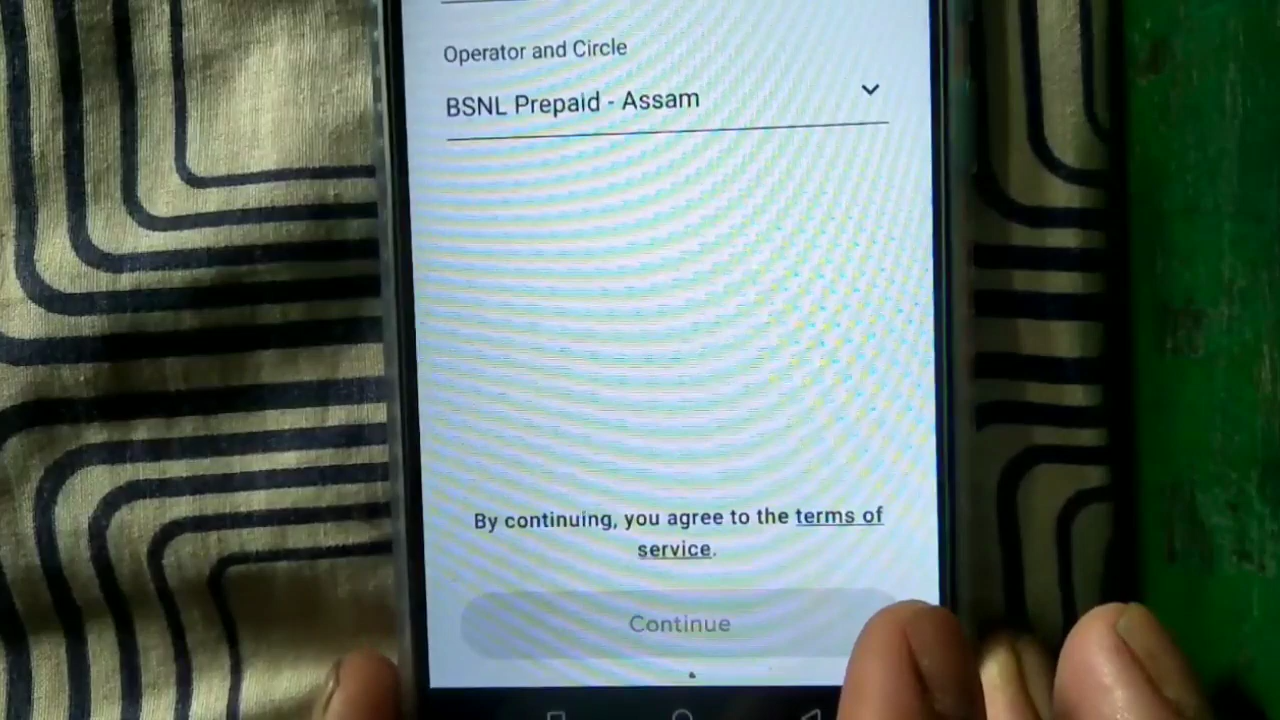 Operator and Circle
BSNL Prepaid - Assam
By continuing, you agree to the terms of
service.
Continue